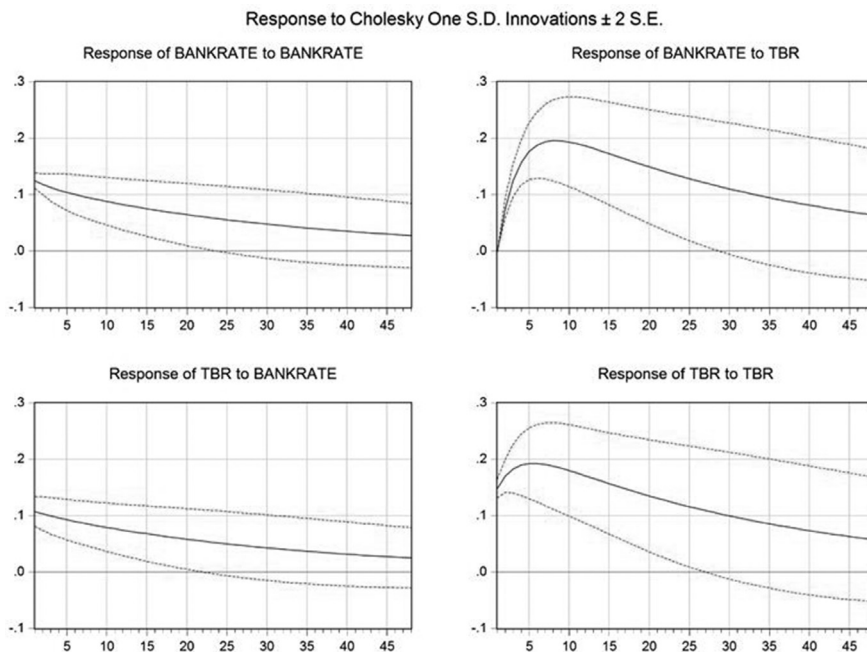 Response to Cholesky One S.D. Innovations ± 2 S.E.
Response of BANKRATE to BANKRATE
.3
.2
.1
.0
-.1
5 10 15 20 25 30 35 40 45
Response of BANKRATE to TBR
.3
.2
.1
.0
-.1
5 10 15 20 25 30 35 40 45
Response of TBR to BANKRATE
.3
.2
.1
.0
-.1
5 10 15 20 25 30 35 40 45
Response of TBR to TBR
.3
.2
.1
.0
-.1
5 10 15 20 25 30 35 40 45